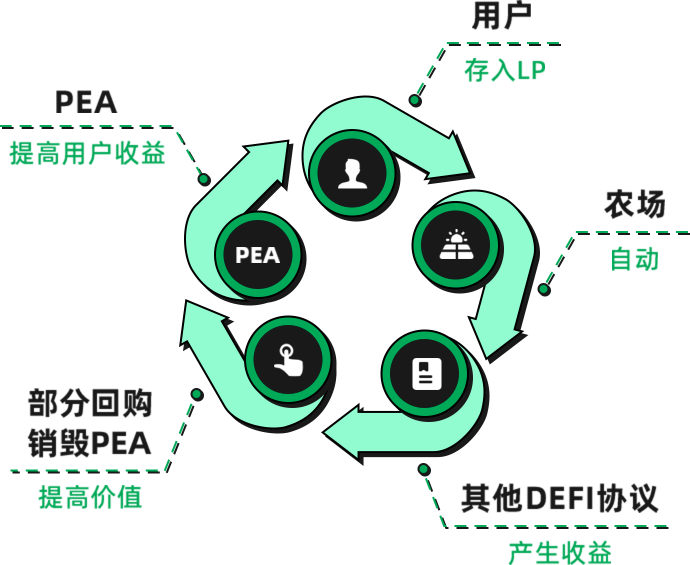 用户
存入LP
PEA
提高用户收益
农场
自动
PEA
部分回购
销毁PEA
提高价值
其他DEFI协议
产生收益